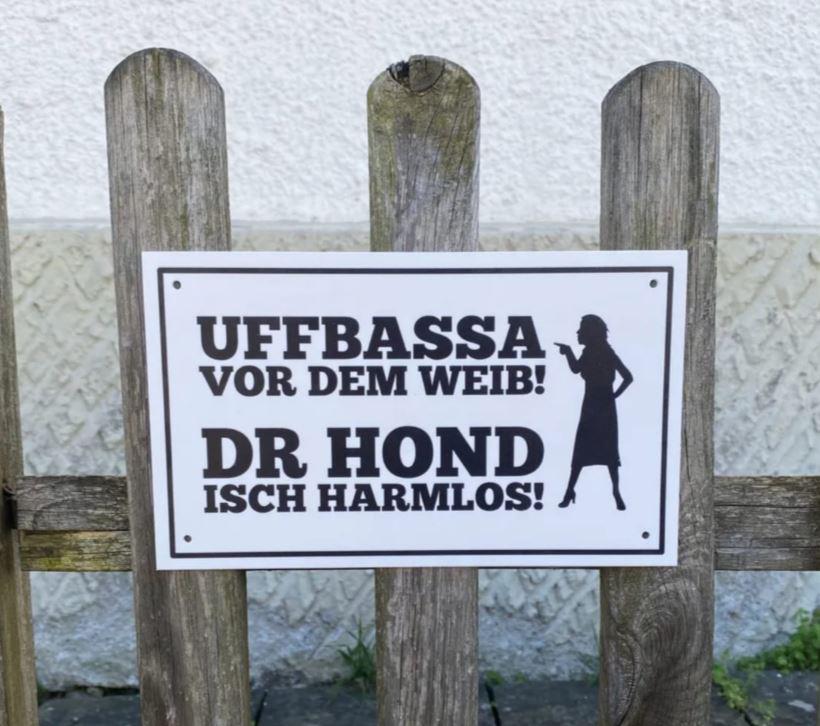 UFFBASSA
VOR DEM WEIB!
DR HOND
ISCH HARMLOS!